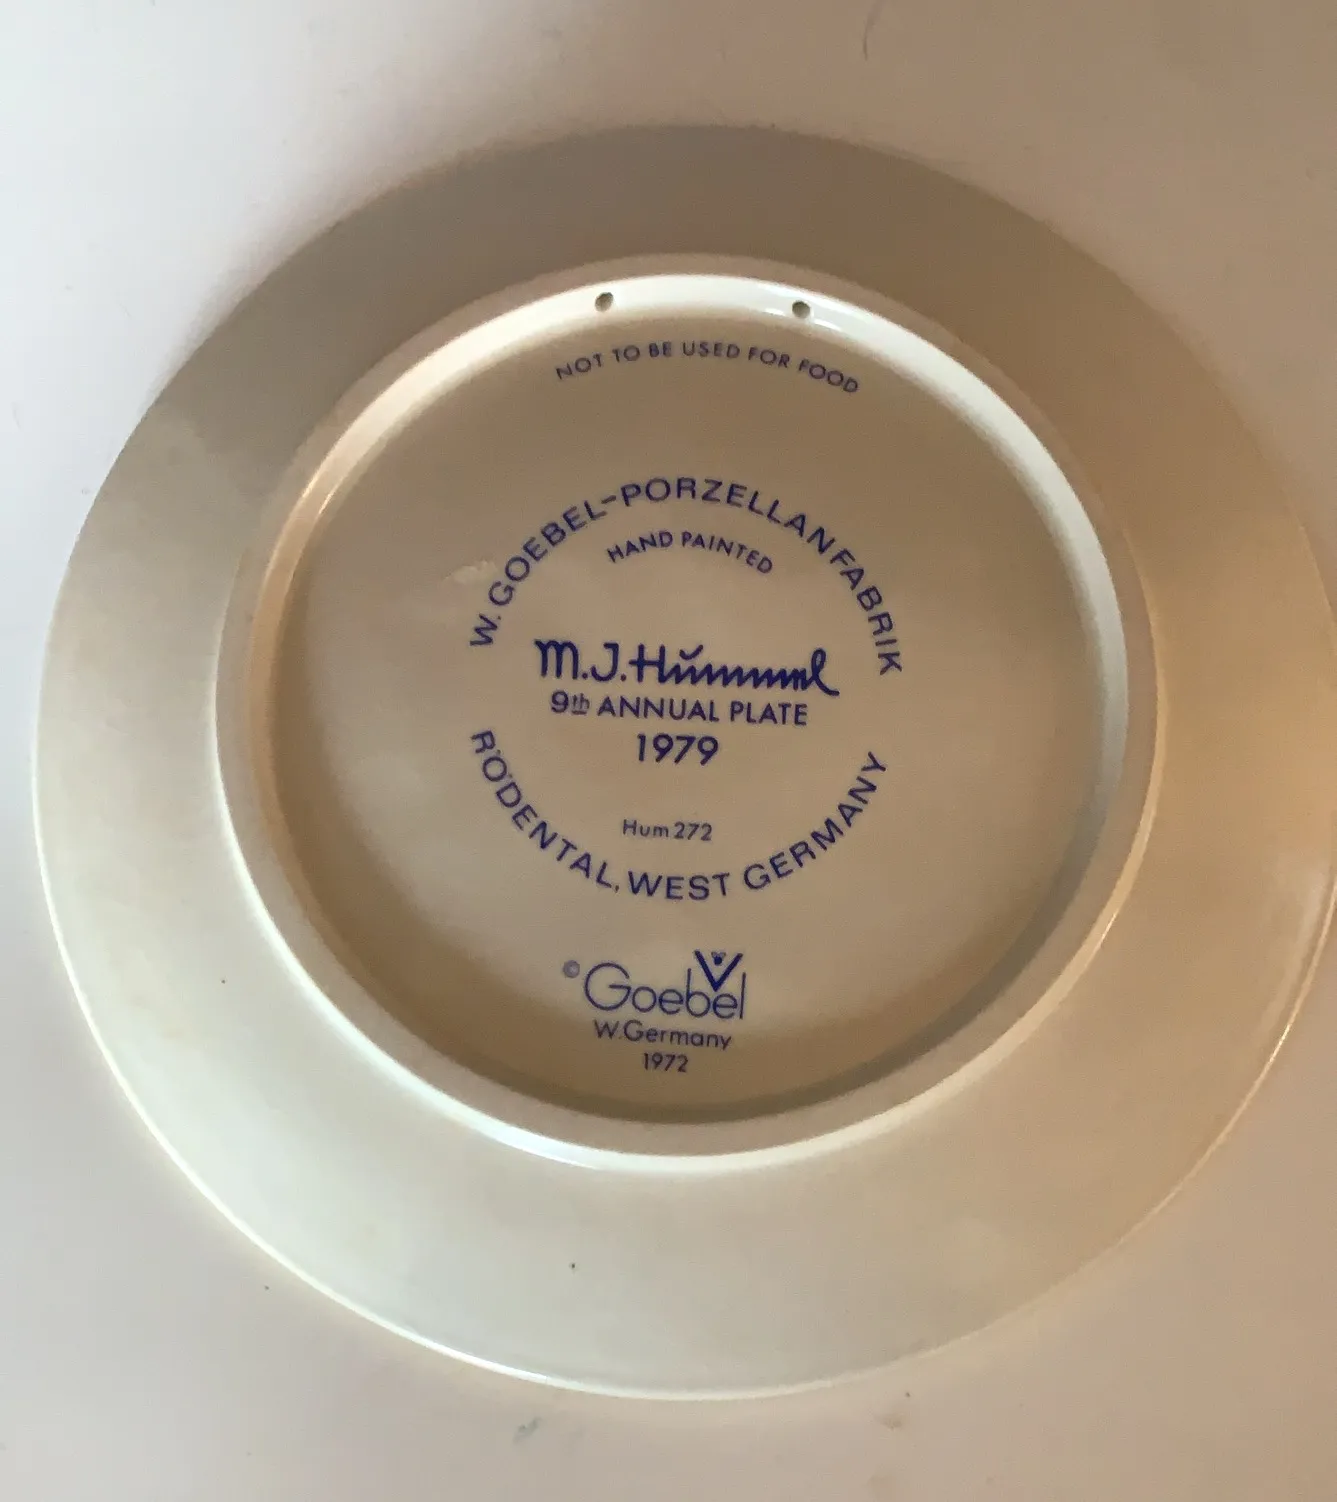 NOT TO BE USED FOR FOOD
W. GOEBEL-PORZELLANFABRIK
HAND PAINTED
M.J.Hummel
9th ANNUAL PLATE
1979
Hum 272
RÖDENTAL, WEST GERMANY
© Goebel
W.Germany
1972